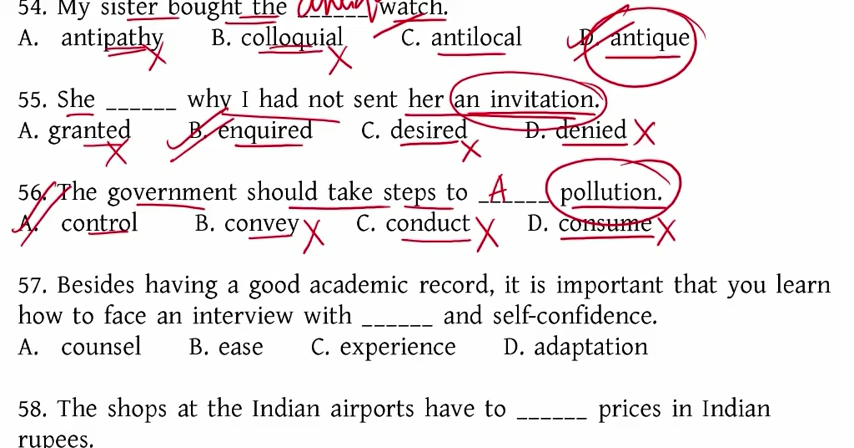 54. My sister bought the ______ watch.
A. antipathy B. colloquial C. antilocal D. antique
55. She ______ why I had not sent her an invitation.
A. granted B. enquired C. desired D. denied
56. The government should take steps to _A____ pollution.
A. control B. convey C. conduct D. consume
57. Besides having a good academic record, it is important that you learn
how to face an interview with ______ and self-confidence.
A. counsel B. ease C. experience D. adaptation
58. The shops at the Indian airports have to ______ prices in Indian
rupees.